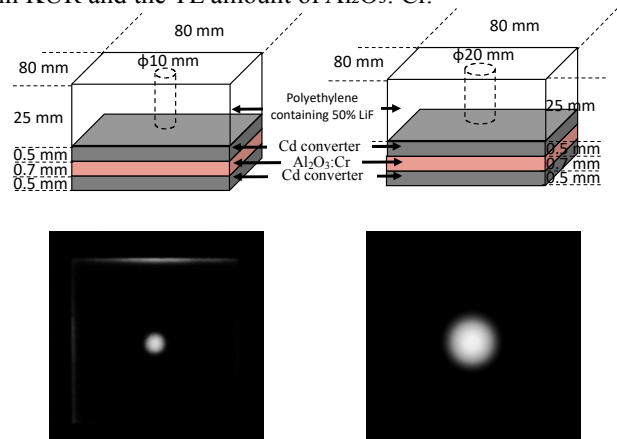 in KUR and the TL amount of Al₂O₃: Cr.
80 mm
80 mm
80 mm
ϕ10 mm
80 mm
ϕ20 mm
25 mm
Polyethylene
containing 50% LiF
25 mm
0.5 mm
Cd converter
0.5 mm
0.7 mm
Al₂O₃:Cr
0.7 mm
0.5 mm
Cd converter
0.5 mm